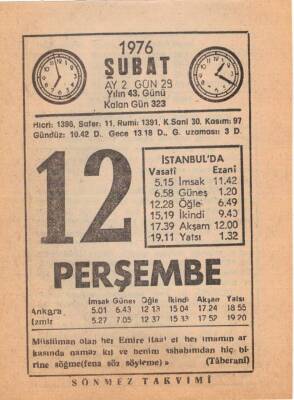 1976
ŞUBAT
AY 2 GÜN 29
Yılın 43. Günü
Kalan Gün 323
Hicri: 1396, Safer: 11, Rumi: 1391, K. Sani 30. Kasım: 97
Gündüz: 10.42 D., Gece 13.18 D., G. uzaması: 3 D.
12
İSTANBUL'DA
Vasatî Ezanî
5.15 İmsak 11.42
6.58 Güneş 1.20
12.28 Öğle 6.49
15.19 İkindi 9.40
17.39 Akşam 12.00
19.11 Yatsı 1.32
PERŞEMBE
İmsak Güneş Öğle İkindi Akşam Yatsı
Ankara 5.01 6.43 12 13 15 04 17.24 18 55
İzmir 5.27 7.05 12 37 15.33 17 52 19.20
Müslüman olan her Emire itaat et her imamın ar
kasında namaz kıl ve benim ashabımdan hiç bi-
rine söğme(fena söz söyleme) » (Tâberanî)
SÖNMEZ TAKVİMİ